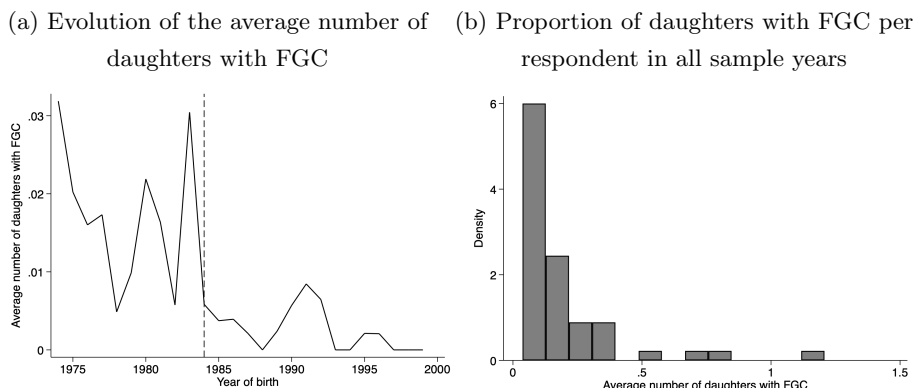 (a) Evolution of the average number of
daughters with FGC
Average number of daughters with FGC
.03
.02
.01
0
1975 1980 1985 1990 1995 2000
Year of birth
(b) Proportion of daughters with FGC per
respondent in all sample years
Density
6
4
2
0
0 .5 1 1.5
Average number of daughters with FGC